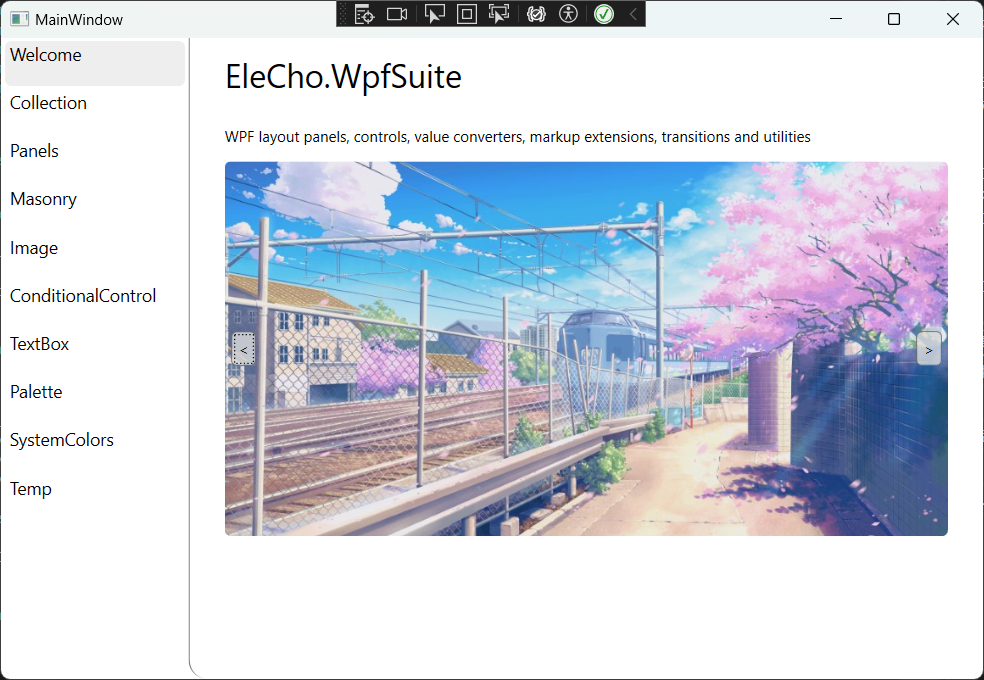 MainWindow
Welcome
Collection
Panels
Masonry
Image
ConditionalControl
TextBox
Palette
SystemColors
Temp
EleCho.WpfSuite
WPF layout panels, controls, value converters, markup extensions, transitions and utilities
<
>